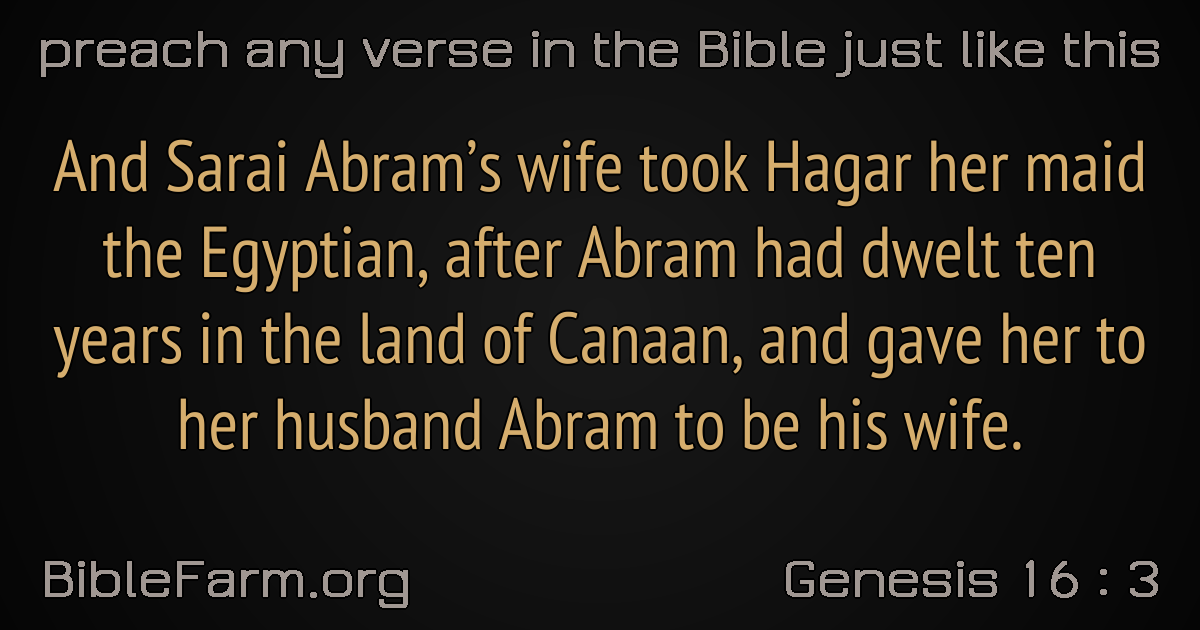 preach any verse in the Bible just like this
And Sarai Abram’s wife took Hagar her maid
the Egyptian, after Abram had dwelt ten
years in the land of Canaan, and gave her to
her husband Abram to be his wife.
BibleFarm.org
Genesis 16 : 3